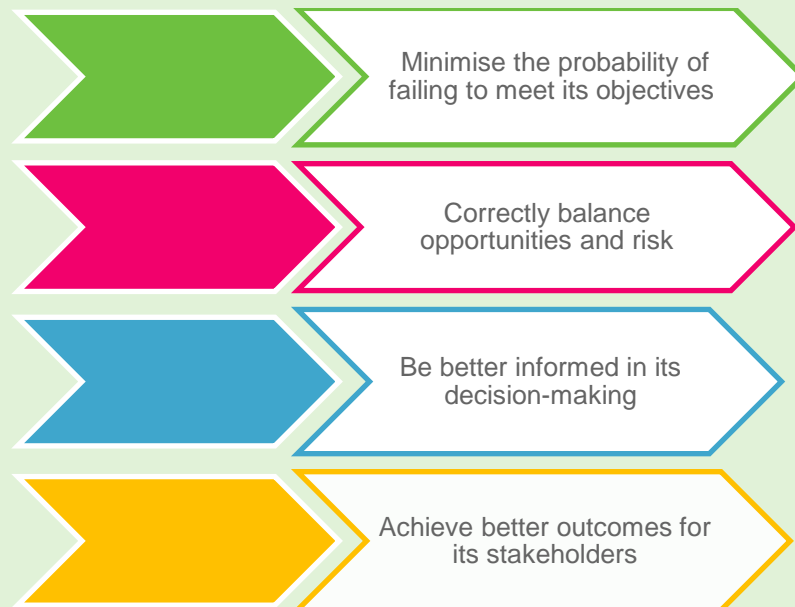 Minimise the probability of
failing to meet its objectives
Correctly balance
opportunities and risk
Be better informed in its
decision-making
Achieve better outcomes for
its stakeholders